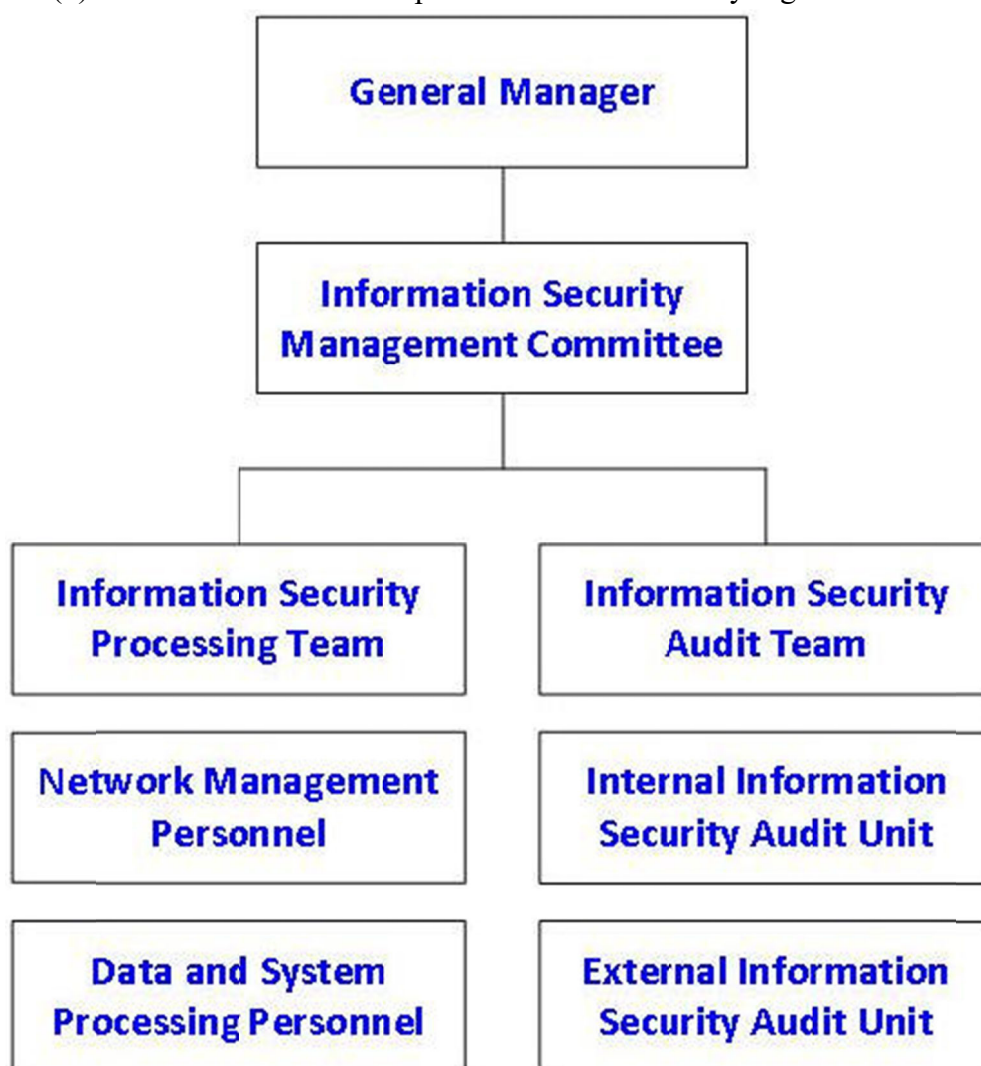 General Manager
Information Security
Management Committee
Information Security
Processing Team
Information Security
Audit Team
Network Management
Personnel
Internal Information
Security Audit Unit
Data and System
Processing Personnel
External Information
Security Audit Unit